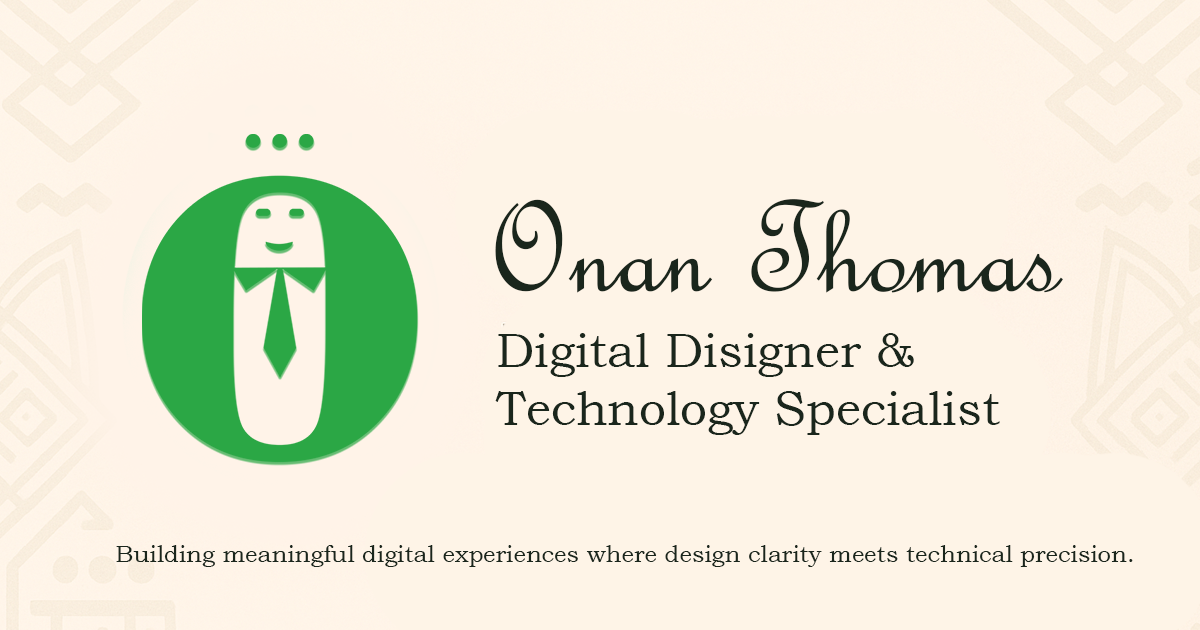 Onan Thomas
Digital Disigner &
Technology Specialist
Building meaningful digital experiences where design clarity meets technical precision.